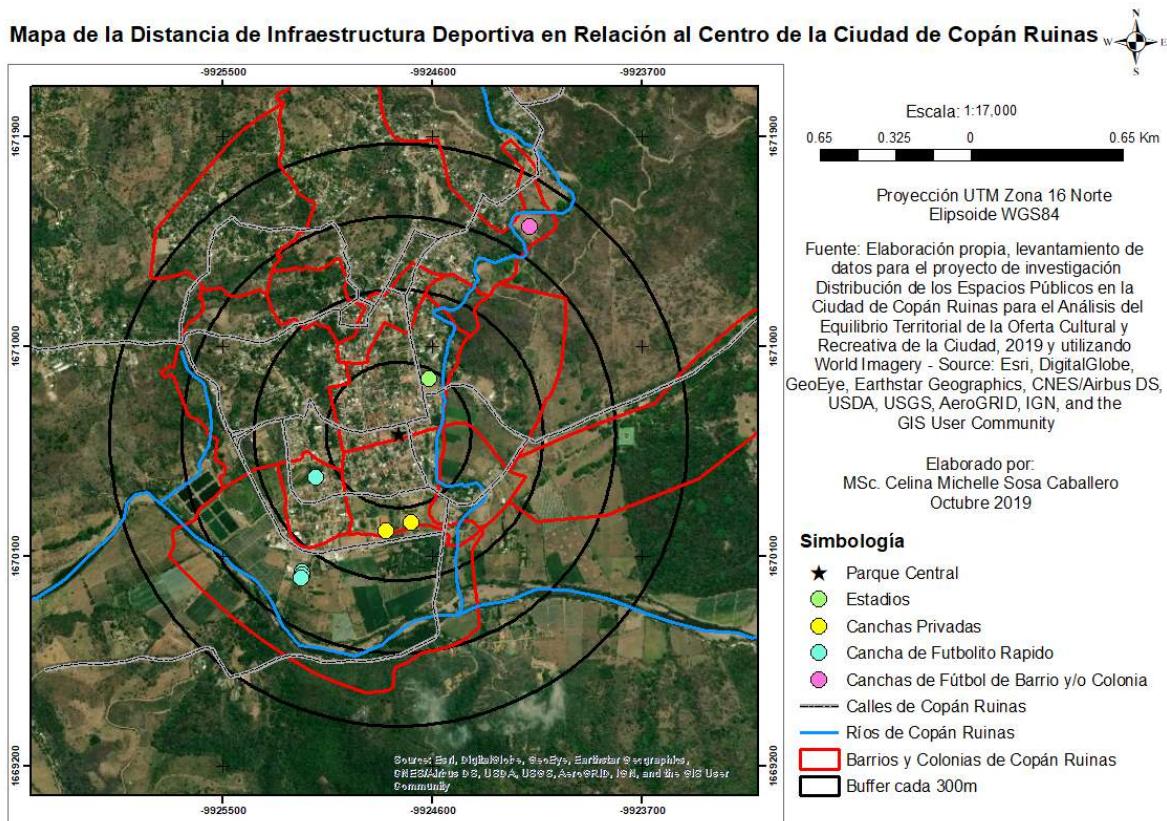 Mapa de la Distancia de Infraestructura Deportiva en Relación al Centro de la Ciudad de Copán Ruinas
N
W E
S
-9925500 -9924600 -9923700
1671900 1671900
1671000 1671000
1670100 1670100
1669200 1669200
-9925500 -9924600 -9923700
Source: Esri, DigitalGlobe, GeoEye, Earthstar Geographics,
CNES/Airbus DS, USDA, USGS, AeroGRID, IGN, and the GIS User
Community
Escala: 1:17,000
0.65 0.325 0 0.65 Km
Proyección UTM Zona 16 Norte
Elipsoide WGS84
Fuente: Elaboración propia, levantamiento de
datos para el proyecto de investigación
Distribución de los Espacios Públicos en la
Ciudad de Copán Ruinas para el Análisis del
Equilibrio Territorial de la Oferta Cultural y
Recreativa de la Ciudad, 2019 y utilizando
World Imagery - Source: Esri, DigitalGlobe,
GeoEye, Earthstar Geographics, CNES/Airbus DS,
USDA, USGS, AeroGRID, IGN, and the
GIS User Community
Elaborado por:
MSc. Celina Michelle Sosa Caballero
Octubre 2019
Simbología
Parque Central
Estadios
Canchas Privadas
Cancha de Futbolito Rapido
Canchas de Fútbol de Barrio y/o Colonia
Calles de Copán Ruinas
Ríos de Copán Ruinas
Barrios y Colonias de Copán Ruinas
Buffer cada 300m